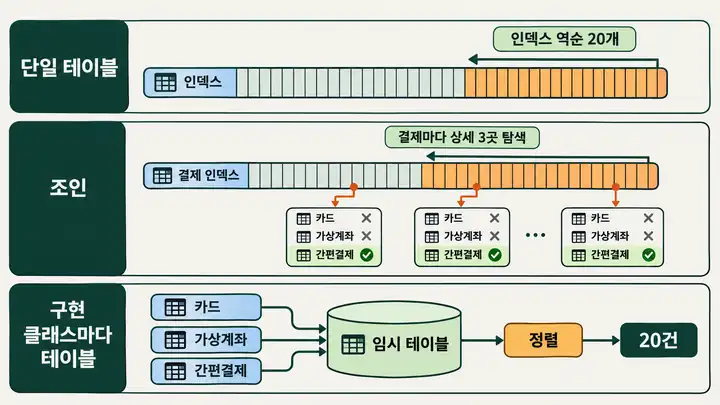 단일 테이블
인덱스 역순 20개
인덱스
조인
결제마다 상세 3곳 탐색
결제 인덱스
카드
가상계좌
간편결제
카드
가상계좌
간편결제
...
카드
가상계좌
간편결제
구현
클래스마다
테이블
카드
가상계좌
간편결제
임시 테이블
정렬
20건